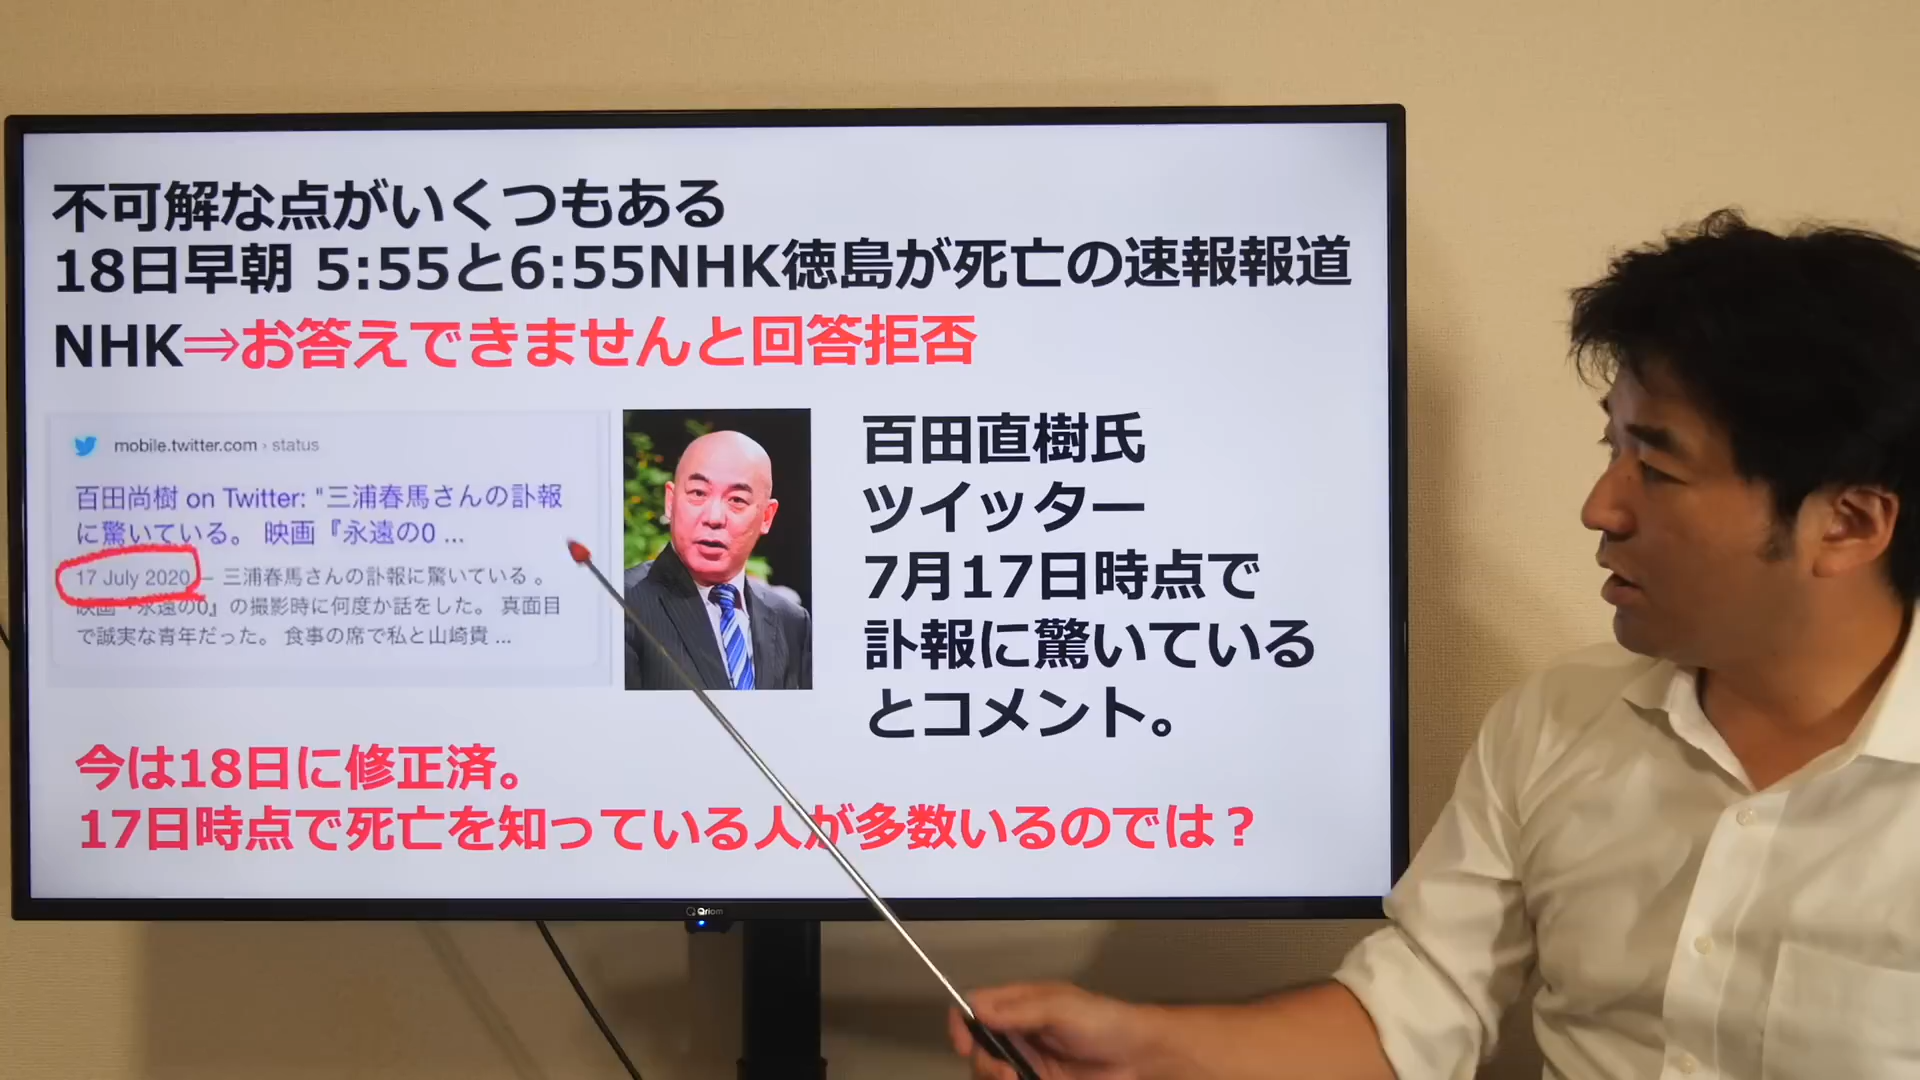 不可解な点がいくつもある
18日早朝 5:55と6:55NHK徳島が死亡の速報報道
NHK⇒お答えできませんと回答拒否
mobile.twitter.com › status
百田尚樹 on Twitter: "三浦春馬さんの訃報
に驚いている。 映画『永遠の0 ...
17 July 2020 – 三浦春馬さんの訃報に驚いている 。
映画『永遠の0』の撮影時に何度か話をした。 真面目
で誠実な青年だった。 食事の席で私と山崎貴 ...
百田直樹氏
ツイッター
7月17日時点で
訃報に驚いている
とコメント。
今は18日に修正済。
17日時点で死亡を知っている人が多数いるのでは？
Qriom